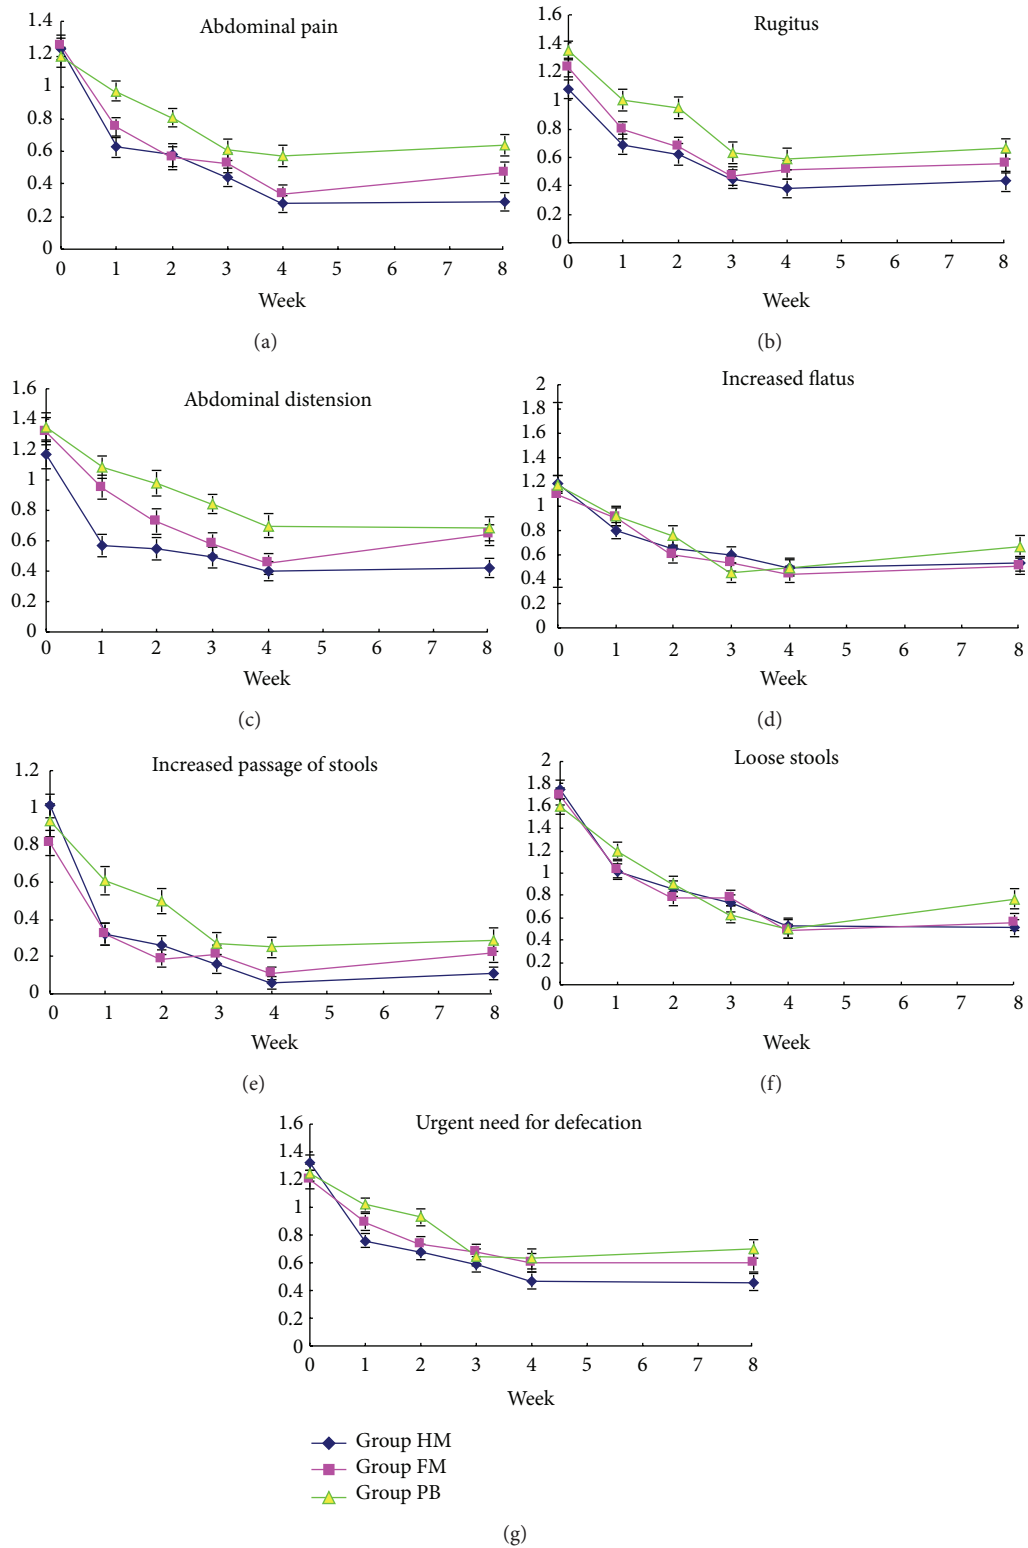 Abdominal pain
1.4
1.2
1
0.8
0.6
0.4
0.2
0
0 1 2 3 4 5 6 7 8
Week
(a)
Rugitus
1.6
1.4
1.2
1
0.8
0.6
0.4
0.2
0
0 1 2 3 4 5 6 7 8
Week
(b)
Abdominal distension
1.6
1.4
1.2
1
0.8
0.6
0.4
0.2
0
0 1 2 3 4 5 6 7 8
Week
(c)
Increased flatus
2
1.8
1.6
1.4
1.2
1
0.8
0.6
0.4
0.2
0
0 1 2 3 4 5 6 7 8
Week
(d)
Increased passage of stools
1.2
1
0.8
0.6
0.4
0.2
0
0 1 2 3 4 5 6 7 8
Week
(e)
Loose stools
2
1.8
1.6
1.4
1.2
1
0.8
0.6
0.4
0.2
0
0 1 2 3 4 5 6 7 8
Week
(f)
Urgent need for defecation
1.6
1.4
1.2
1
0.8
0.6
0.4
0.2
0
0 1 2 3 4 5 6 7 8
Week
Group HM
Group FM
Group PB
(g)